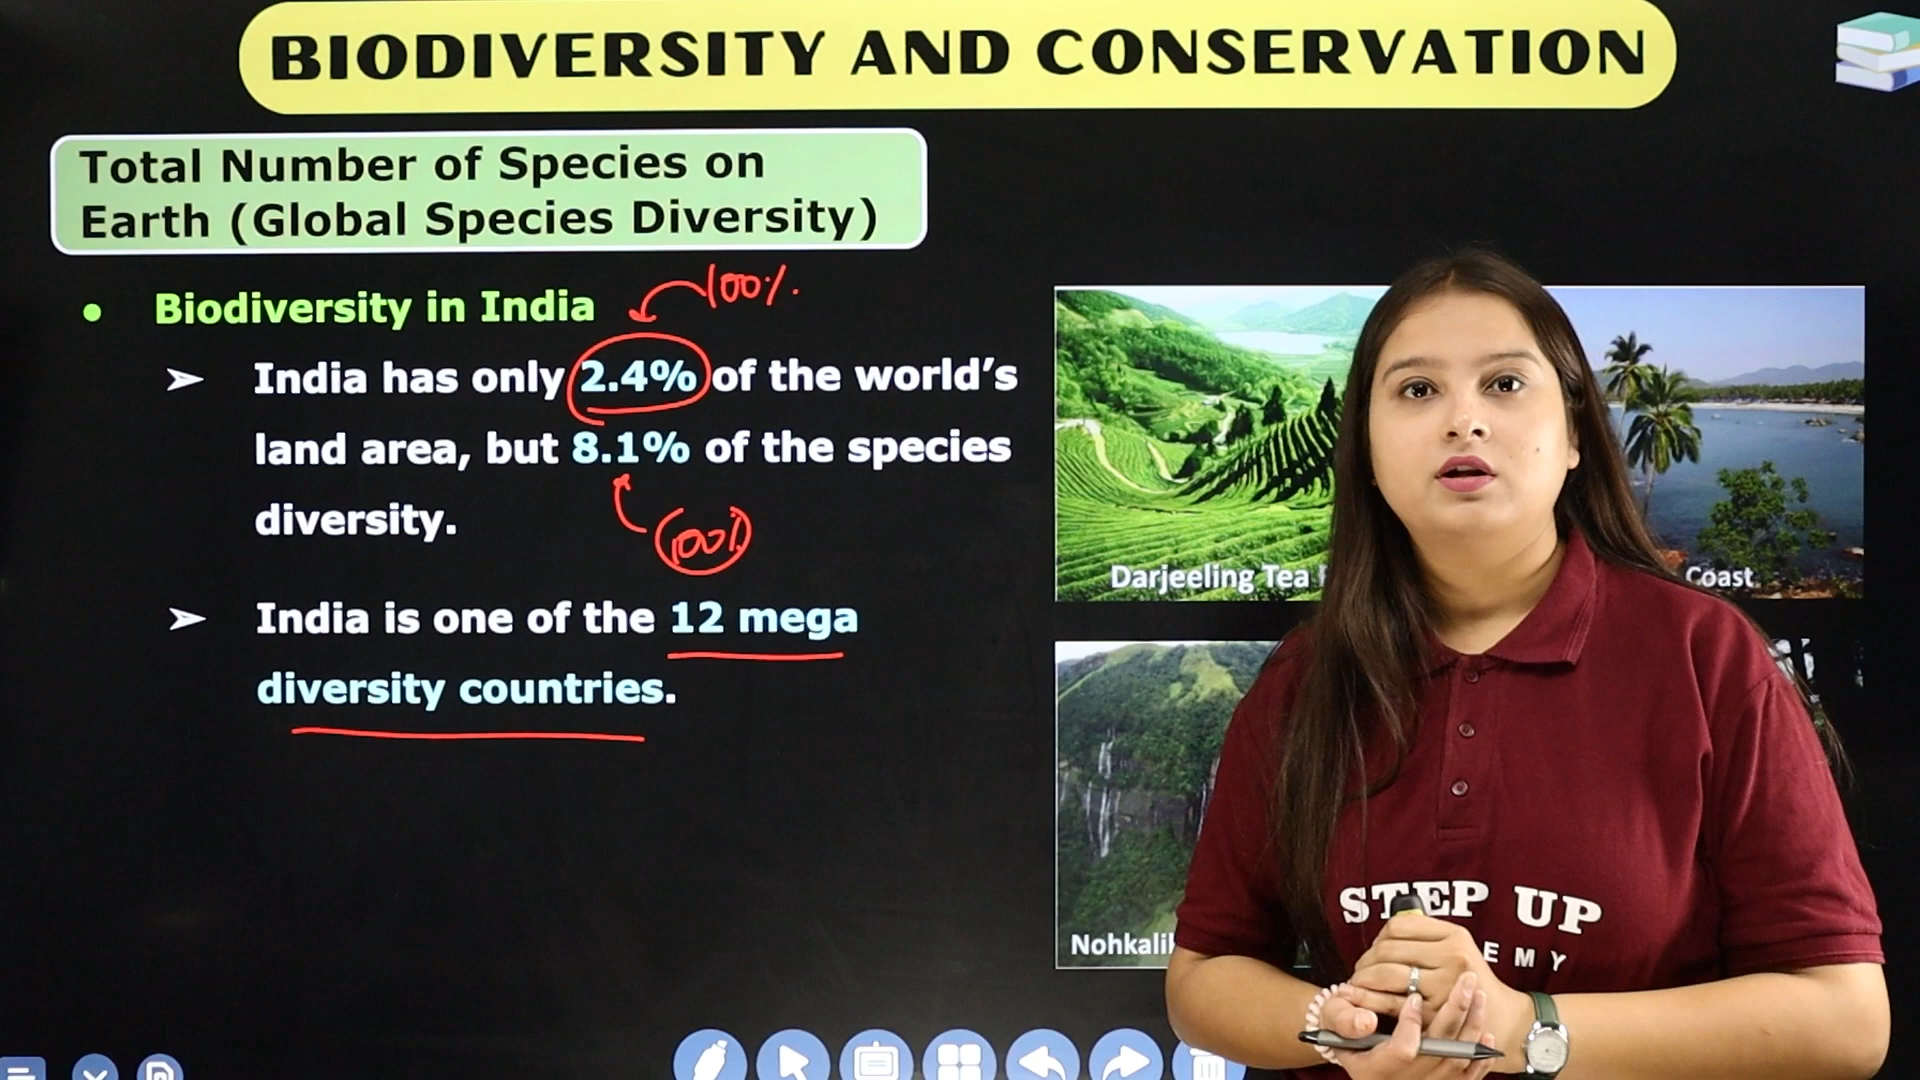 BIODIVERSITY AND CONSERVATION
Total Number of Species on
Earth (Global Species Diversity)
• Biodiversity in India
100%.
➢ India has only 2.4% of the world's
land area, but 8.1% of the species
diversity.
100%
➢ India is one of the 12 mega
diversity countries.
Darjeeling Tea
Coast
STEP UP
EMY